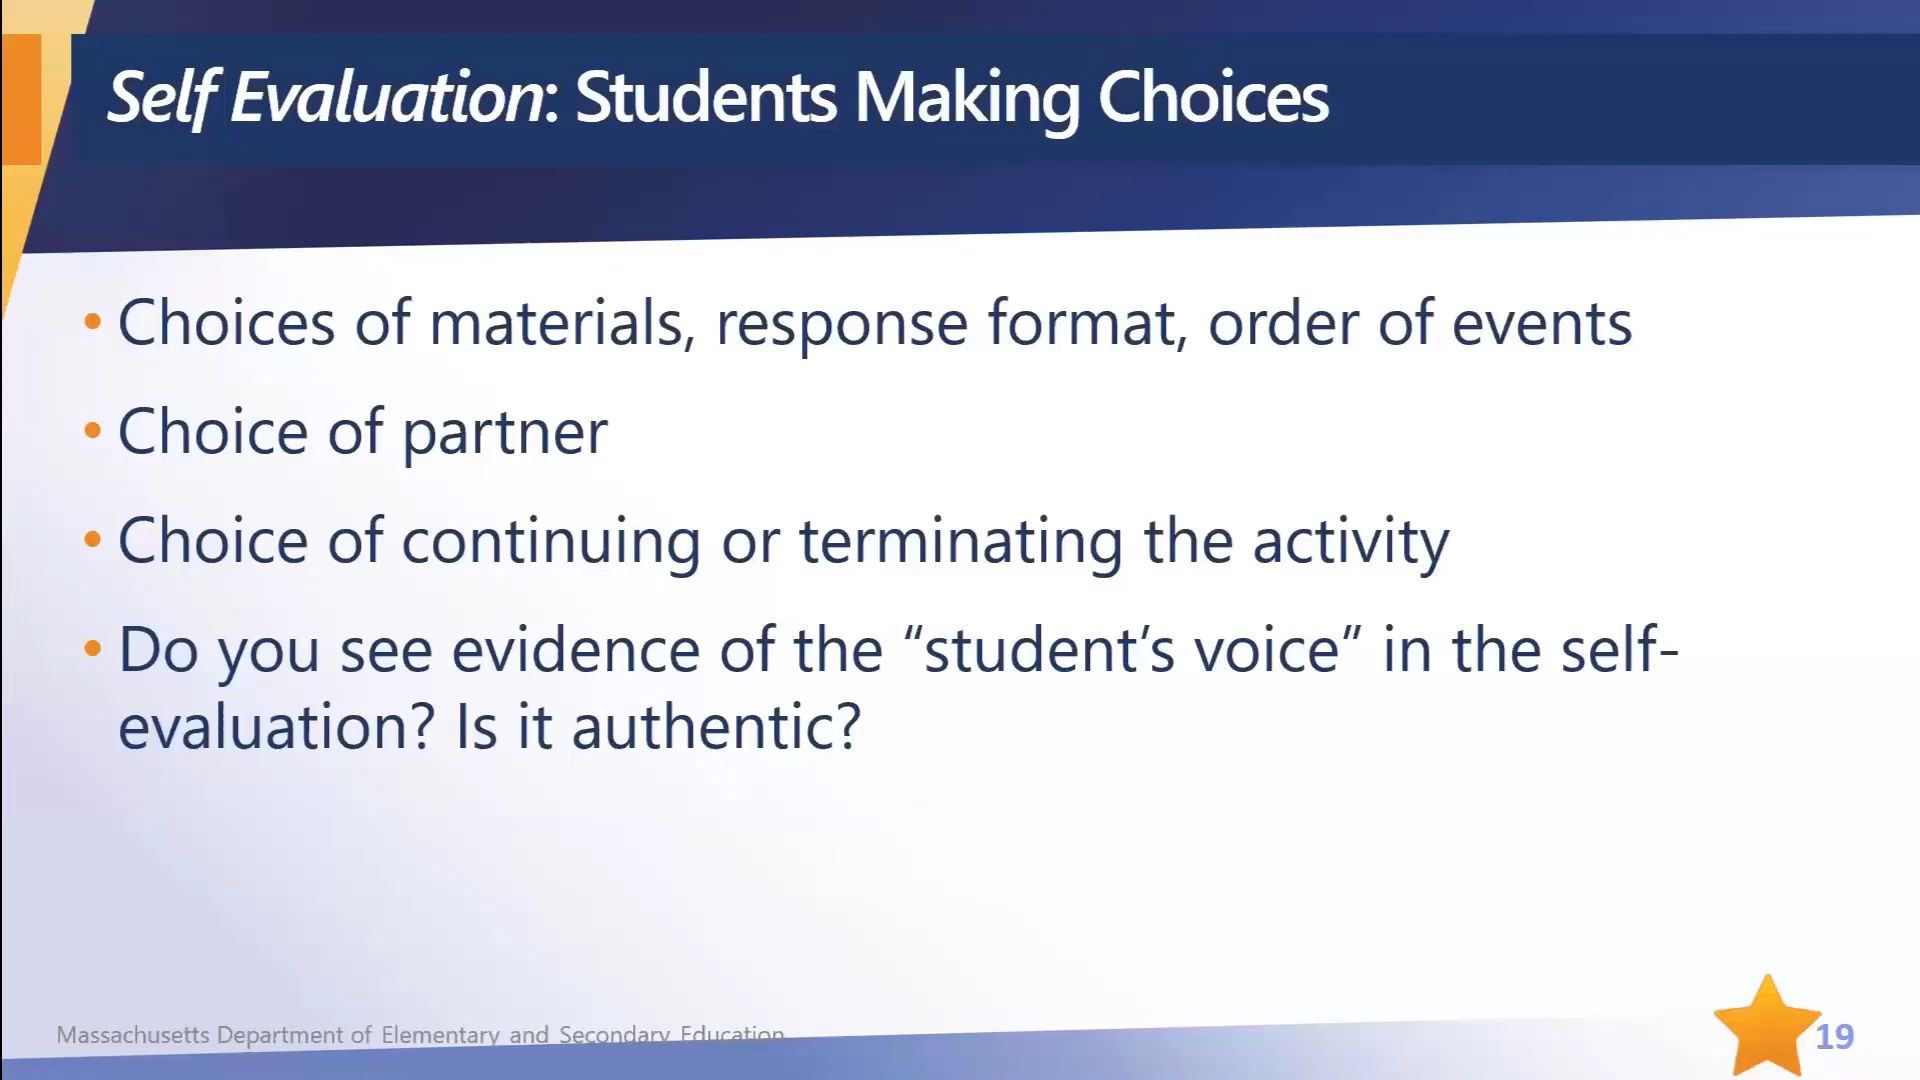 Self Evaluation: Students Making Choices
• Choices of materials, response format, order of events
• Choice of partner
• Choice of continuing or terminating the activity
• Do you see evidence of the “student’s voice” in the self-
evaluation? Is it authentic?
Massachusetts Department of Elementary and Secondary Education
19